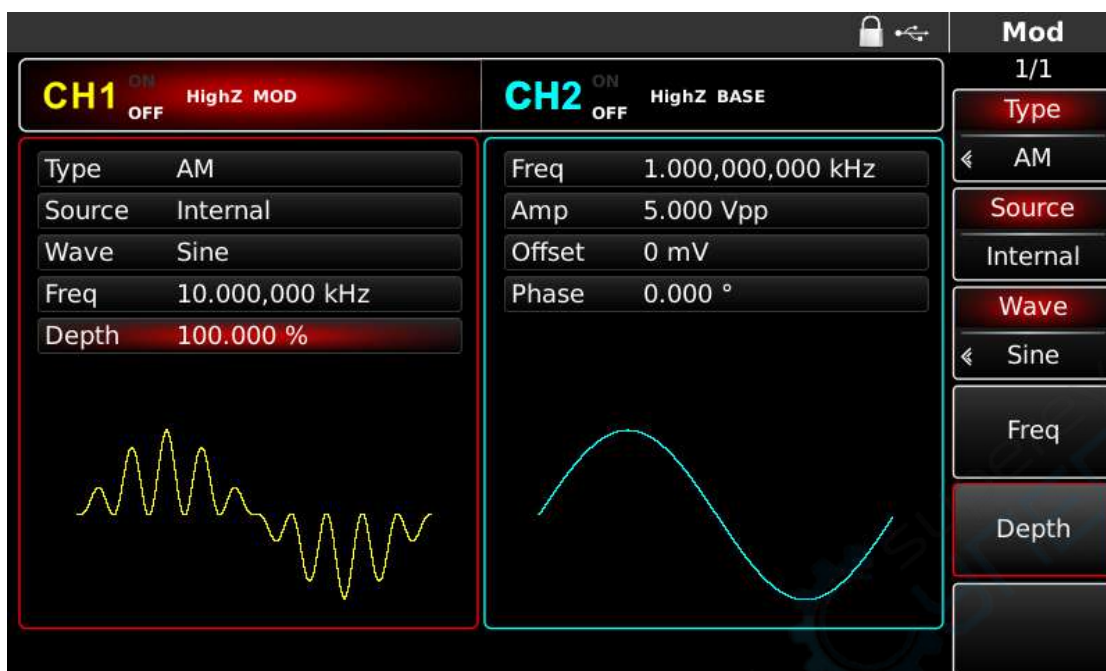 Mod
1/1
CH1 ON OFF HighZ MOD
CH2 ON OFF HighZ BASE
Type AM
Source Internal
Wave Sine
Freq 10.000,000 kHz
Depth 100.000 %
Freq 1.000,000,000 kHz
Amp 5.000 Vpp
Offset 0 mV
Phase 0.000 °
Type
AM
Source
Internal
Wave
Sine
Freq
Depth